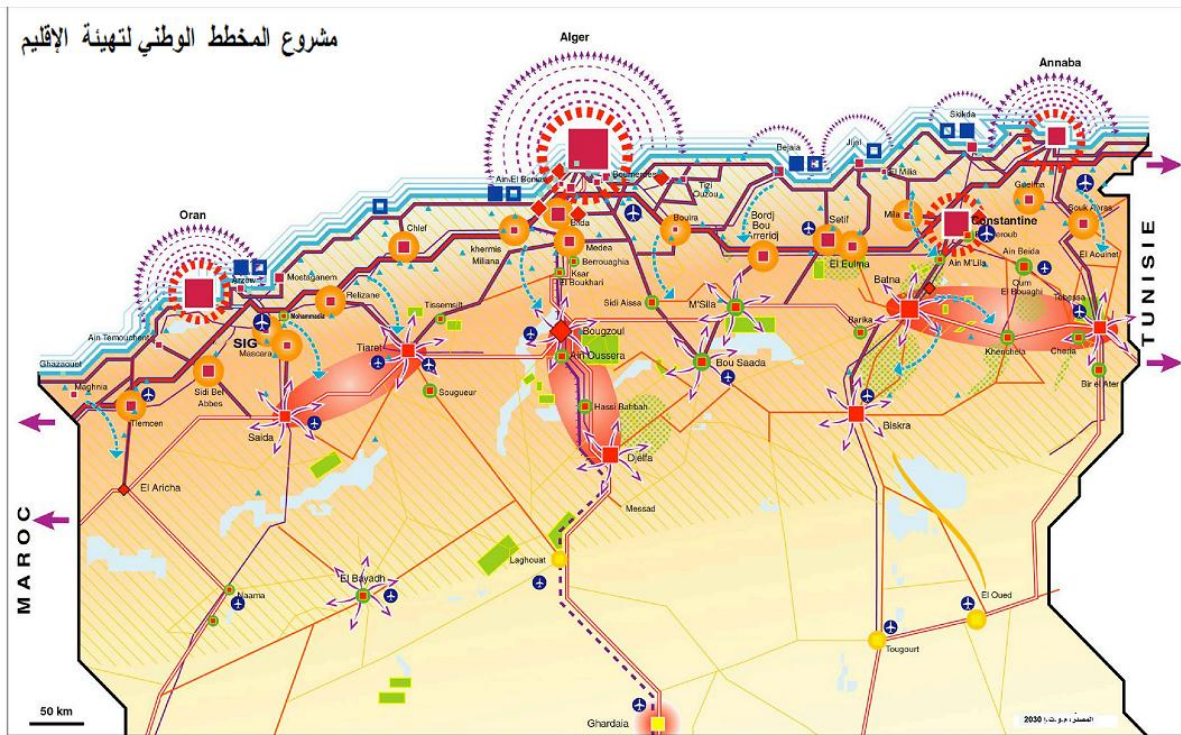 مشروع المخطط الوطني لتهيئة الإقليم
Alger
Annaba
Skikda
Bejaia
Jijel
El Milia
Boumerdes
Tizi
Ouzou
Guelma
Souk Ahras
Oran
Arzew
Mostaganem
Chlef
khermis
Miliana
Blida
Medea
Berrouaghia
Ksar
El Boukhari
Bouira
Bordj
Bou
Arreridj
Setif
El Eulma
Mila
Constantine
Ain M'Lila
Ain Beida
Oum
El Bouaghi
El Aouinet
TUNISIE
Relizane
Mohammadia
SIG
Mascara
Ain Temouchent
Ghazaouet
Maghnia
Tlemcen
Sidi Bel
Abbes
Tissemsilt
Tiaret
Sougueur
Saida
Bougzoul
Ain Oussera
Hassi Bahbah
Djelfa
Messad
Sidi Aissa
M'Sila
Bou Saada
Barika
Batna
Biskra
Khenchela
Cheria
Tebessa
Bir el Ater
El Aricha
MAROC
Naama
El Bayadh
Laghouat
Ghardaia
Tougourt
El Oued
50 km
2030